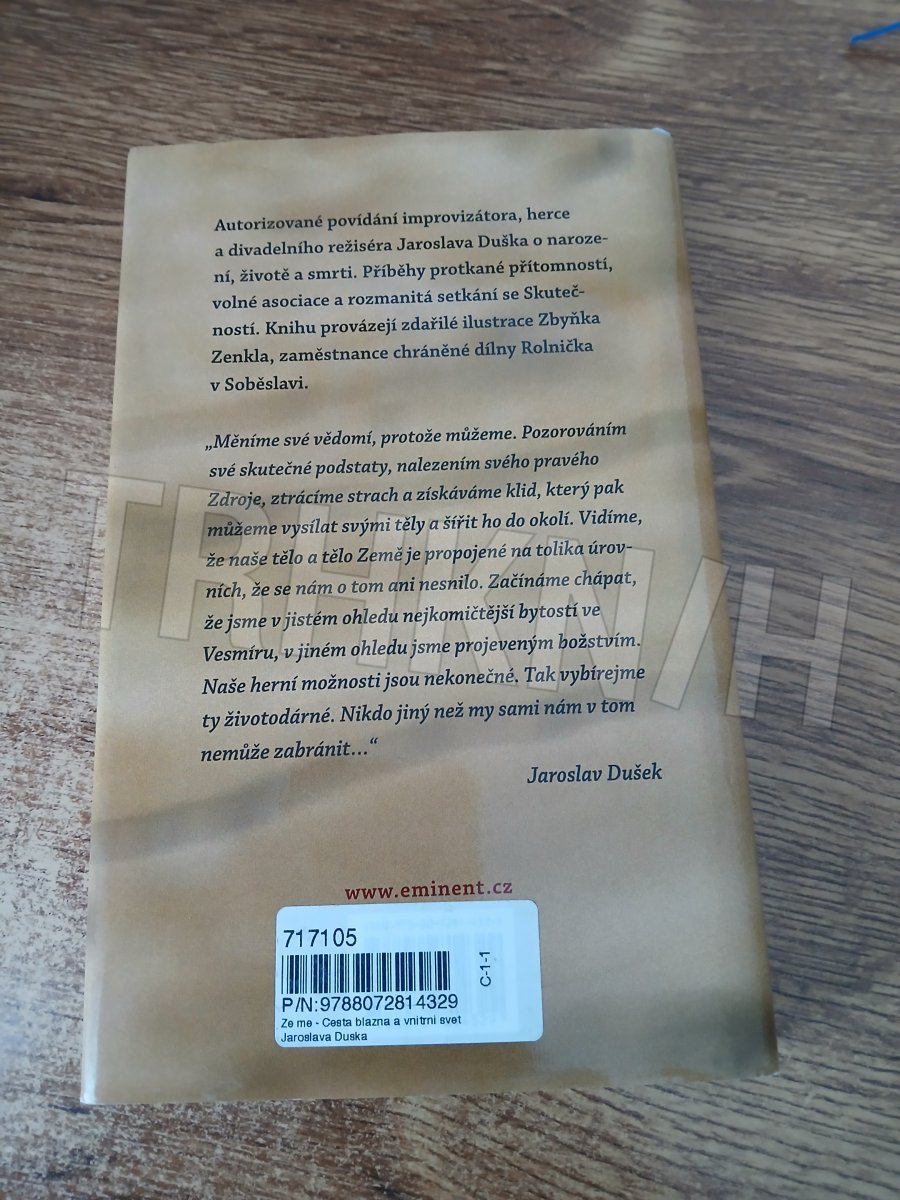 Autorizované povídání improvizátora, herce
a divadelního režiséra Jaroslava Duška o naroze-
ní, životě a smrti. Příběhy protkané přítomností,
volné asociace a rozmanitá setkání se Skuteč-
ností. Knihu provázejí zdařilé ilustrace Zbyňka
Zenkla, zaměstnance chráněné dílny Rolnička
v Soběslavi.
„Měníme své vědomí, protože můžeme. Pozorováním
své skutečné podstaty, nalezením svého pravého
Zdroje, ztrácíme strach a získáváme klid, který pak
můžeme vysílat svými těly a šířit ho do okolí. Vidíme,
že naše tělo a tělo Země je propojené na tolika úrov-
ních, že se nám o tom ani nesnilo. Začínáme chápat,
že jsme v jistém ohledu nejkomičtější bytostí ve
Vesmíru, v jiném ohledu jsme projeveným božstvím.
Naše herní možnosti jsou nekonečné. Tak vybírejme
ty životodárné. Nikdo jiný než my sami nám v tom
nemůže zabránit...“
Jaroslav Dušek
TRHKNIH
www.eminent.cz
717105
C-1-1
P/N:9788072814329
Ze me - Cesta blazna a vnitrni svet
Jaroslava Duska